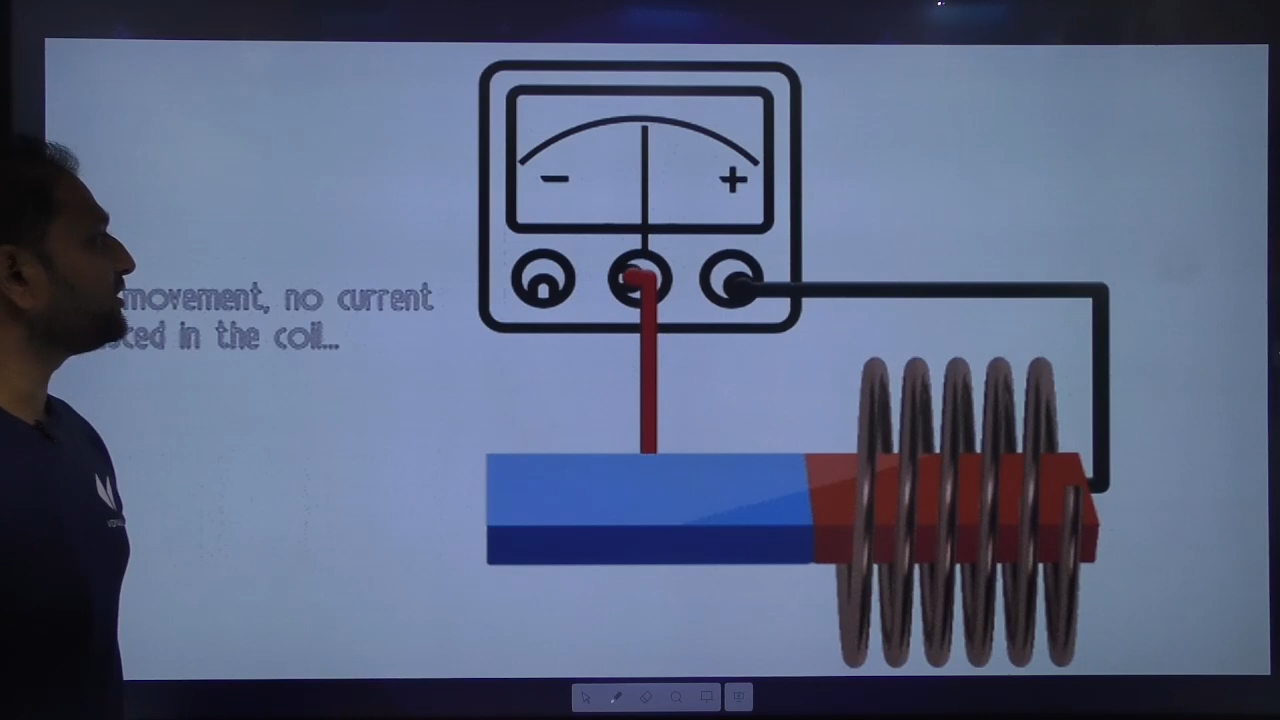 − +
movement, no current
in the coil...